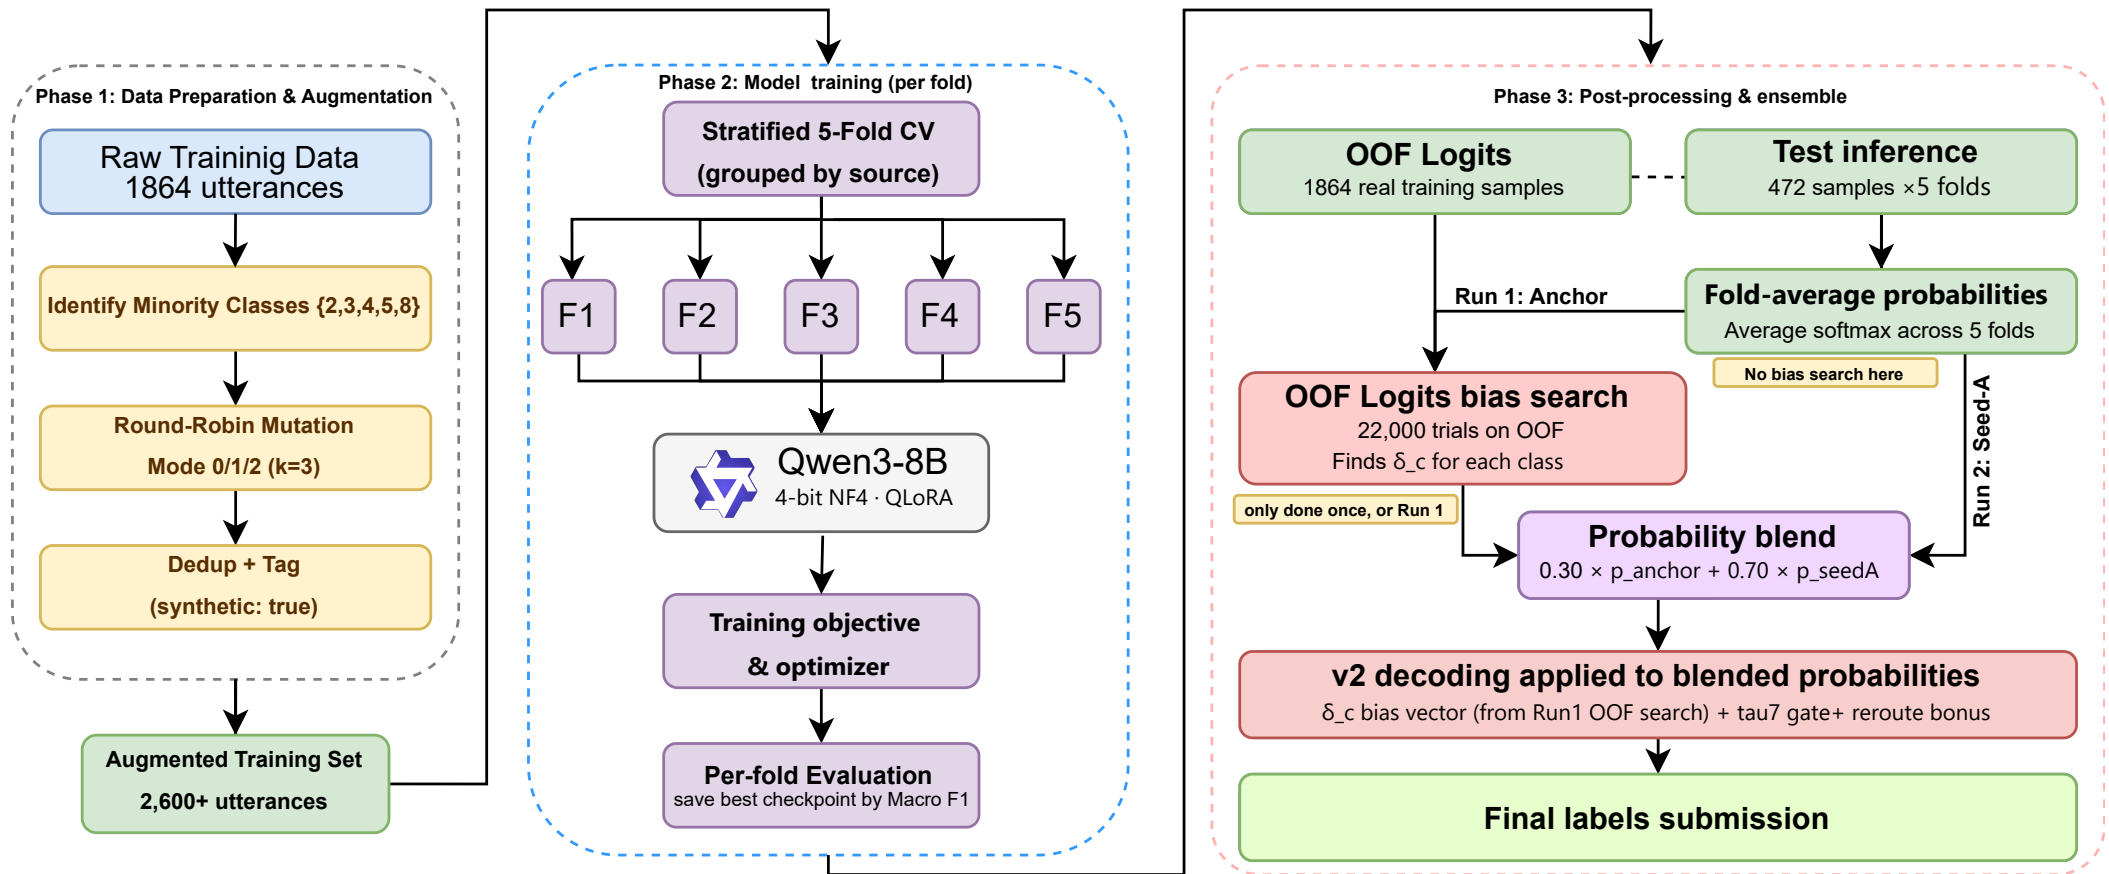 Phase 1: Data Preparation & Augmentation
Raw Traininig Data
1864 utterances
Identify Minority Classes {2,3,4,5,8}
Round-Robin Mutation
Mode 0/1/2 (k=3)
Dedup + Tag
(synthetic: true)
Augmented Training Set
2,600+ utterances
Phase 2: Model  training (per fold)
Stratified 5-Fold CV
(grouped by source)
F1
F2
F3
F4
F5
Qwen3-8B
4-bit NF4 · QLoRA
Training objective
& optimizer
Per-fold Evaluation
save best checkpoint by Macro F1
Phase 3: Post-processing & ensemble
OOF Logits
1864 real training samples
Test inference
472 samples ×5 folds
Run 1: Anchor
Fold-average probabilities
Average softmax across 5 folds
No bias search here
Run 2: Seed-A
OOF Logits bias search
22,000 trials on OOF
Finds δ_c for each class
only done once, or Run 1
Probability blend
0.30 × p_anchor + 0.70 × p_seedA
v2 decoding applied to blended probabilities
δ_c bias vector (from Run1 OOF search) + tau7 gate+ reroute bonus
Final labels submission